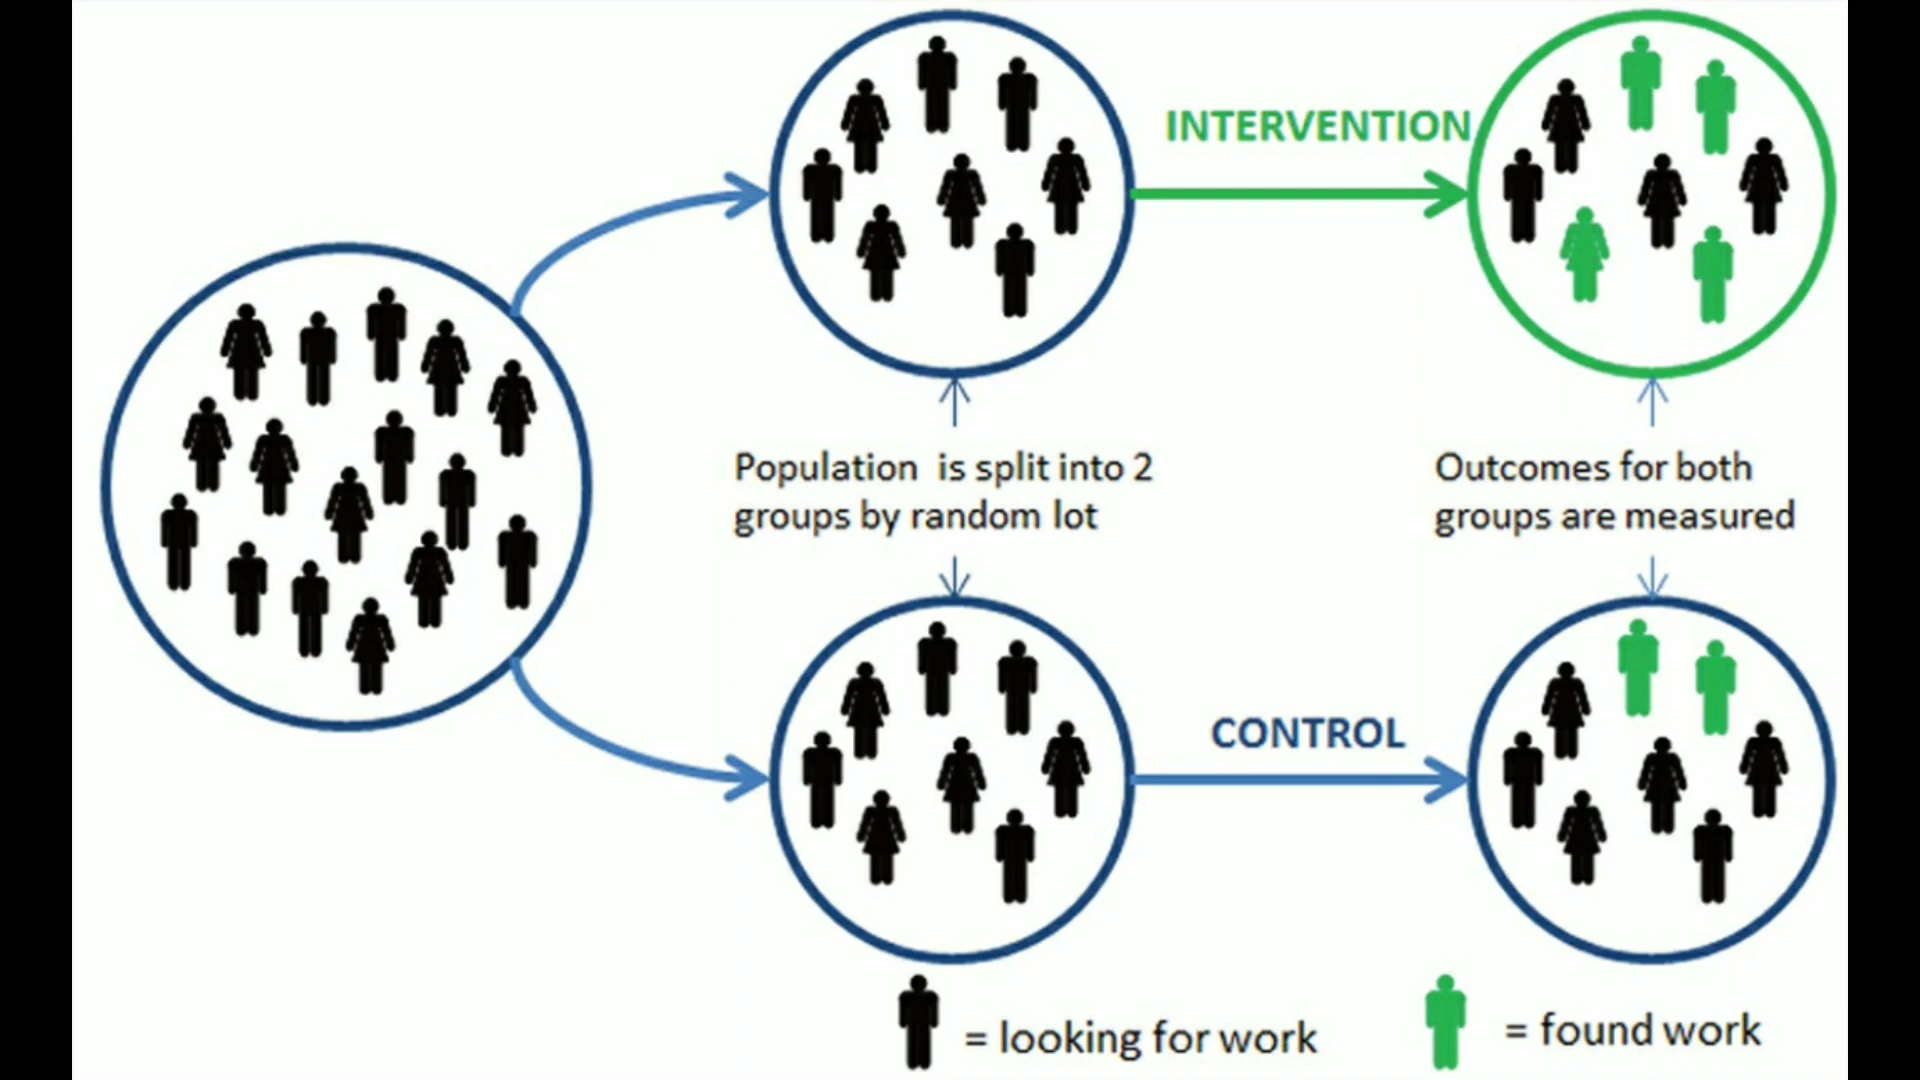 INTERVENTION
Population is split into 2
groups by random lot
Outcomes for both
groups are measured
CONTROL
= looking for work
= found work